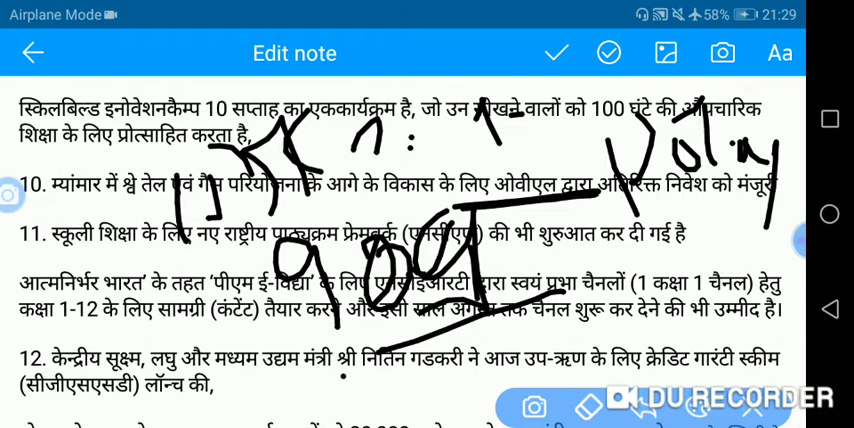 Airplane Mode 58% 21:29
Edit note Aa
स्किलबिल्ड इनोवेशनकैम्प 10 सप्ताह का एककार्यक्रम है, जो उन सीखने वालों को 100 घंटे की औपचारिक
शिक्षा के लिए प्रोत्साहित करता है,
10. म्यांमार में श्वे तेल एवं गैस परियोजना के आगे के विकास के लिए ओवीएल द्वारा अतिरिक्त निवेश को मंजूरी
11. स्कूली शिक्षा के लिए नए राष्ट्रीय पाठ्यक्रम फ्रेमवर्क (एनसीएफ) की भी शुरुआत कर दी गई है
आत्मनिर्भर भारत' के तहत 'पीएम ई-विद्या' के लिए एनसीईआरटी द्वारा स्वयं प्रभा चैनलों (1 कक्षा 1 चैनल) हेतु
कक्षा 1-12 के लिए सामग्री (कंटेंट) तैयार करने और इसी साल अगस्त तक चैनल शुरू कर देने की भी उम्मीद है।
12. केन्द्रीय सूक्ष्म, लघु और मध्यम उद्यम मंत्री श्री नितिन गडकरी ने आज उप-ऋण के लिए क्रेडिट गारंटी स्कीम
(सीजीएसएसडी) लॉन्च की,
DU RECORDER